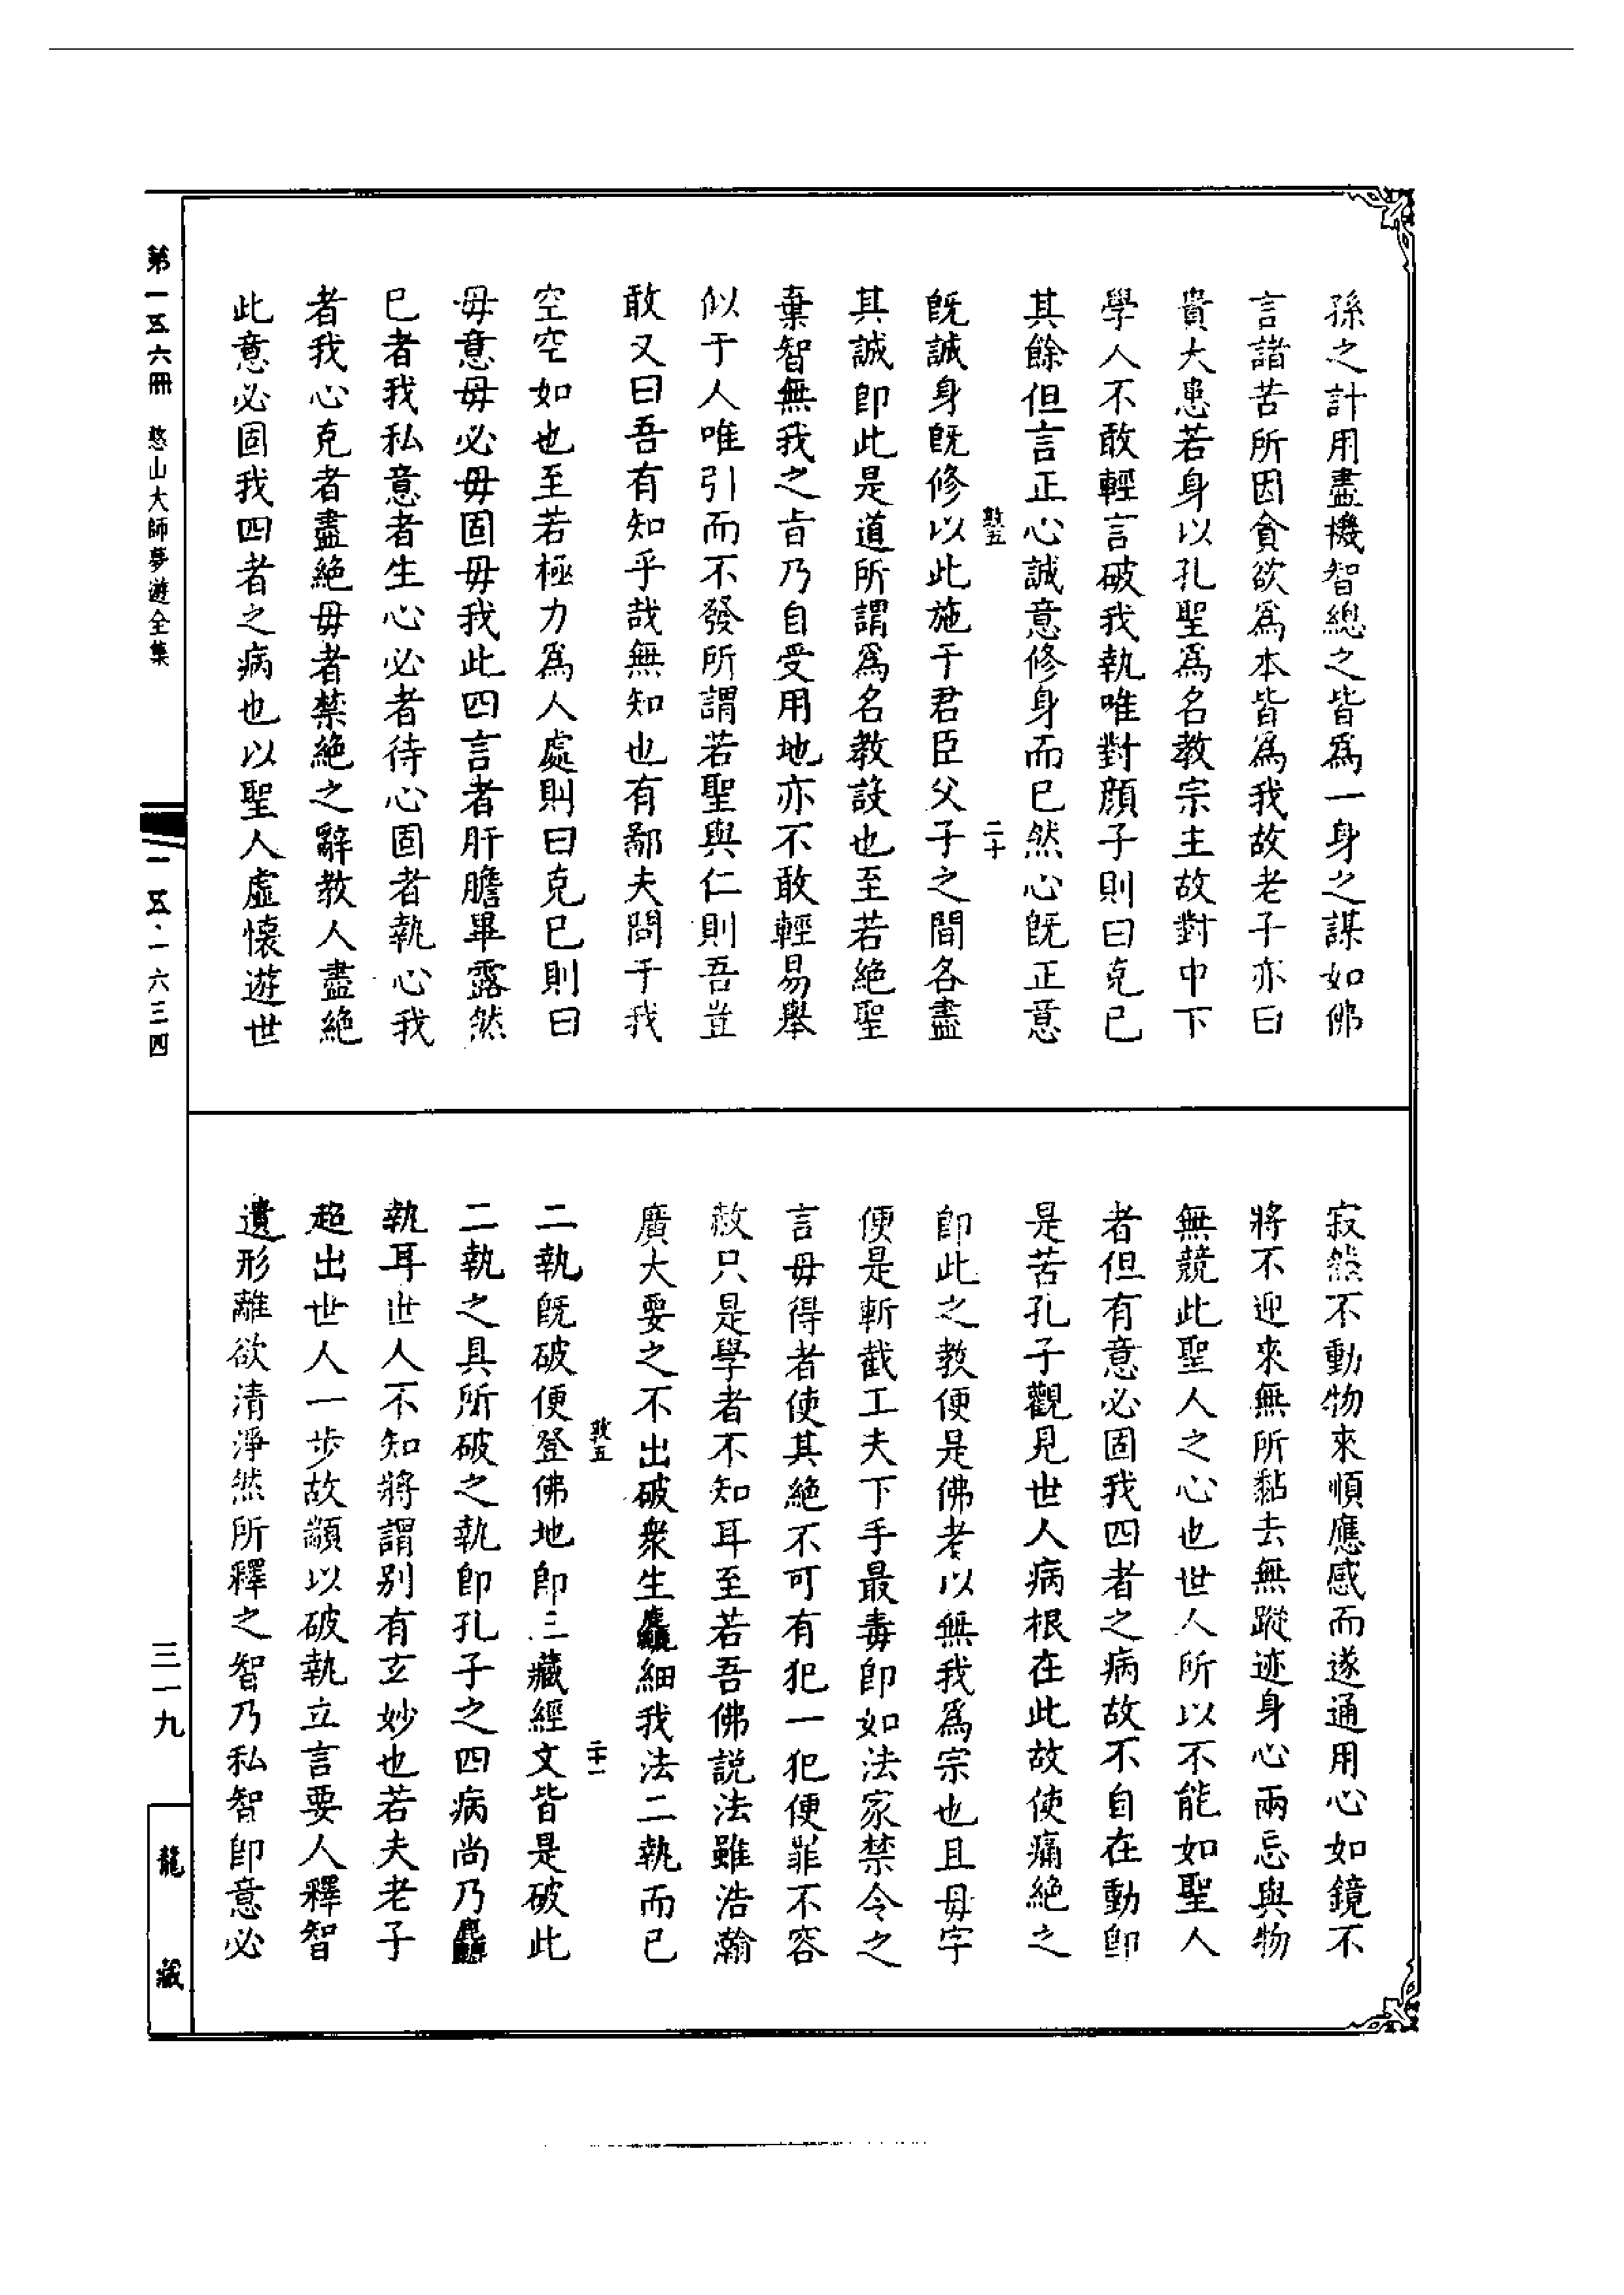 孫之計用盡機智總之皆爲一身之謀如佛
言諸苦所因貪欲爲本皆爲我故老子亦曰
貴大患若身以孔聖爲名教宗主故對中下
學人不敢輕言破我執唯對顏子則曰克己
其餘但言正心誠意修身而已然心既正意
敦五
二十
既誠身既修以此施于君臣父子之間各盡
其誠卽此是道所謂爲名教設也至若絕聖
棄智無我之旨乃自受用地亦不敢輕易舉
似于人唯引而不發所謂若聖與仁則吾豈
敢又曰吾有知乎哉無知也有鄙夫問于我
空空如也至若極力爲人處則曰克己則曰
毋意毋必毋固毋我此四言者肝膽畢露然
己者我私意者生心必者待心固者執心我
者我心克者盡絕毋者禁絕之辭教人盡絕
此意必固我四者之病也以聖人虛懷遊世
寂然不動物來順應感而遂通用心如鏡不
將不迎來無所黏去無蹤迹身心兩忘與物
無競此聖人之心也世人所以不能如聖人
者但有意必固我四者之病故不自在動卽
是苦孔子觀見世人病根在此故使痛絕之
卽此之教便是佛老以無我爲宗也且毋字
便是斬截工夫下手最毒卽如法家禁令之
言毋得者使其絕不可有犯一犯便罪不容
赦只是學者不知耳至若吾佛說法雖浩瀚
廣大要之不出破衆生麤細我法二執而已
敦五
二十一
二執既破便登佛地卽三藏經文皆是破此
二執之具所破之執卽孔子之四病尚乃麤
執耳世人不知將謂別有玄妙也若夫老子
超出世人一步故顓以破執立言要人釋智
遺形離欲清淨然所釋之智乃私智卽意必
第一五六冊　憨山大師夢遊全集
一五·一六三四
三一九
龍藏